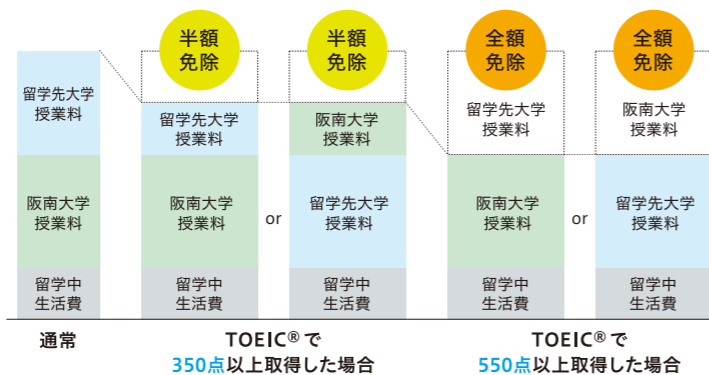 留学先大学
授業料
阪南大学
授業料
留学中
生活費
通常
半額
免除
留学先大学
授業料
阪南大学
授業料
留学中
生活費
or
半額
免除
阪南大学
授業料
留学先大学
授業料
留学中
生活費
TOEIC®で
350点以上取得した場合
全額
免除
留学先大学
授業料
阪南大学
授業料
留学中
生活費
or
全額
免除
阪南大学
授業料
留学先大学
授業料
留学中
生活費
TOEIC®で
550点以上取得した場合